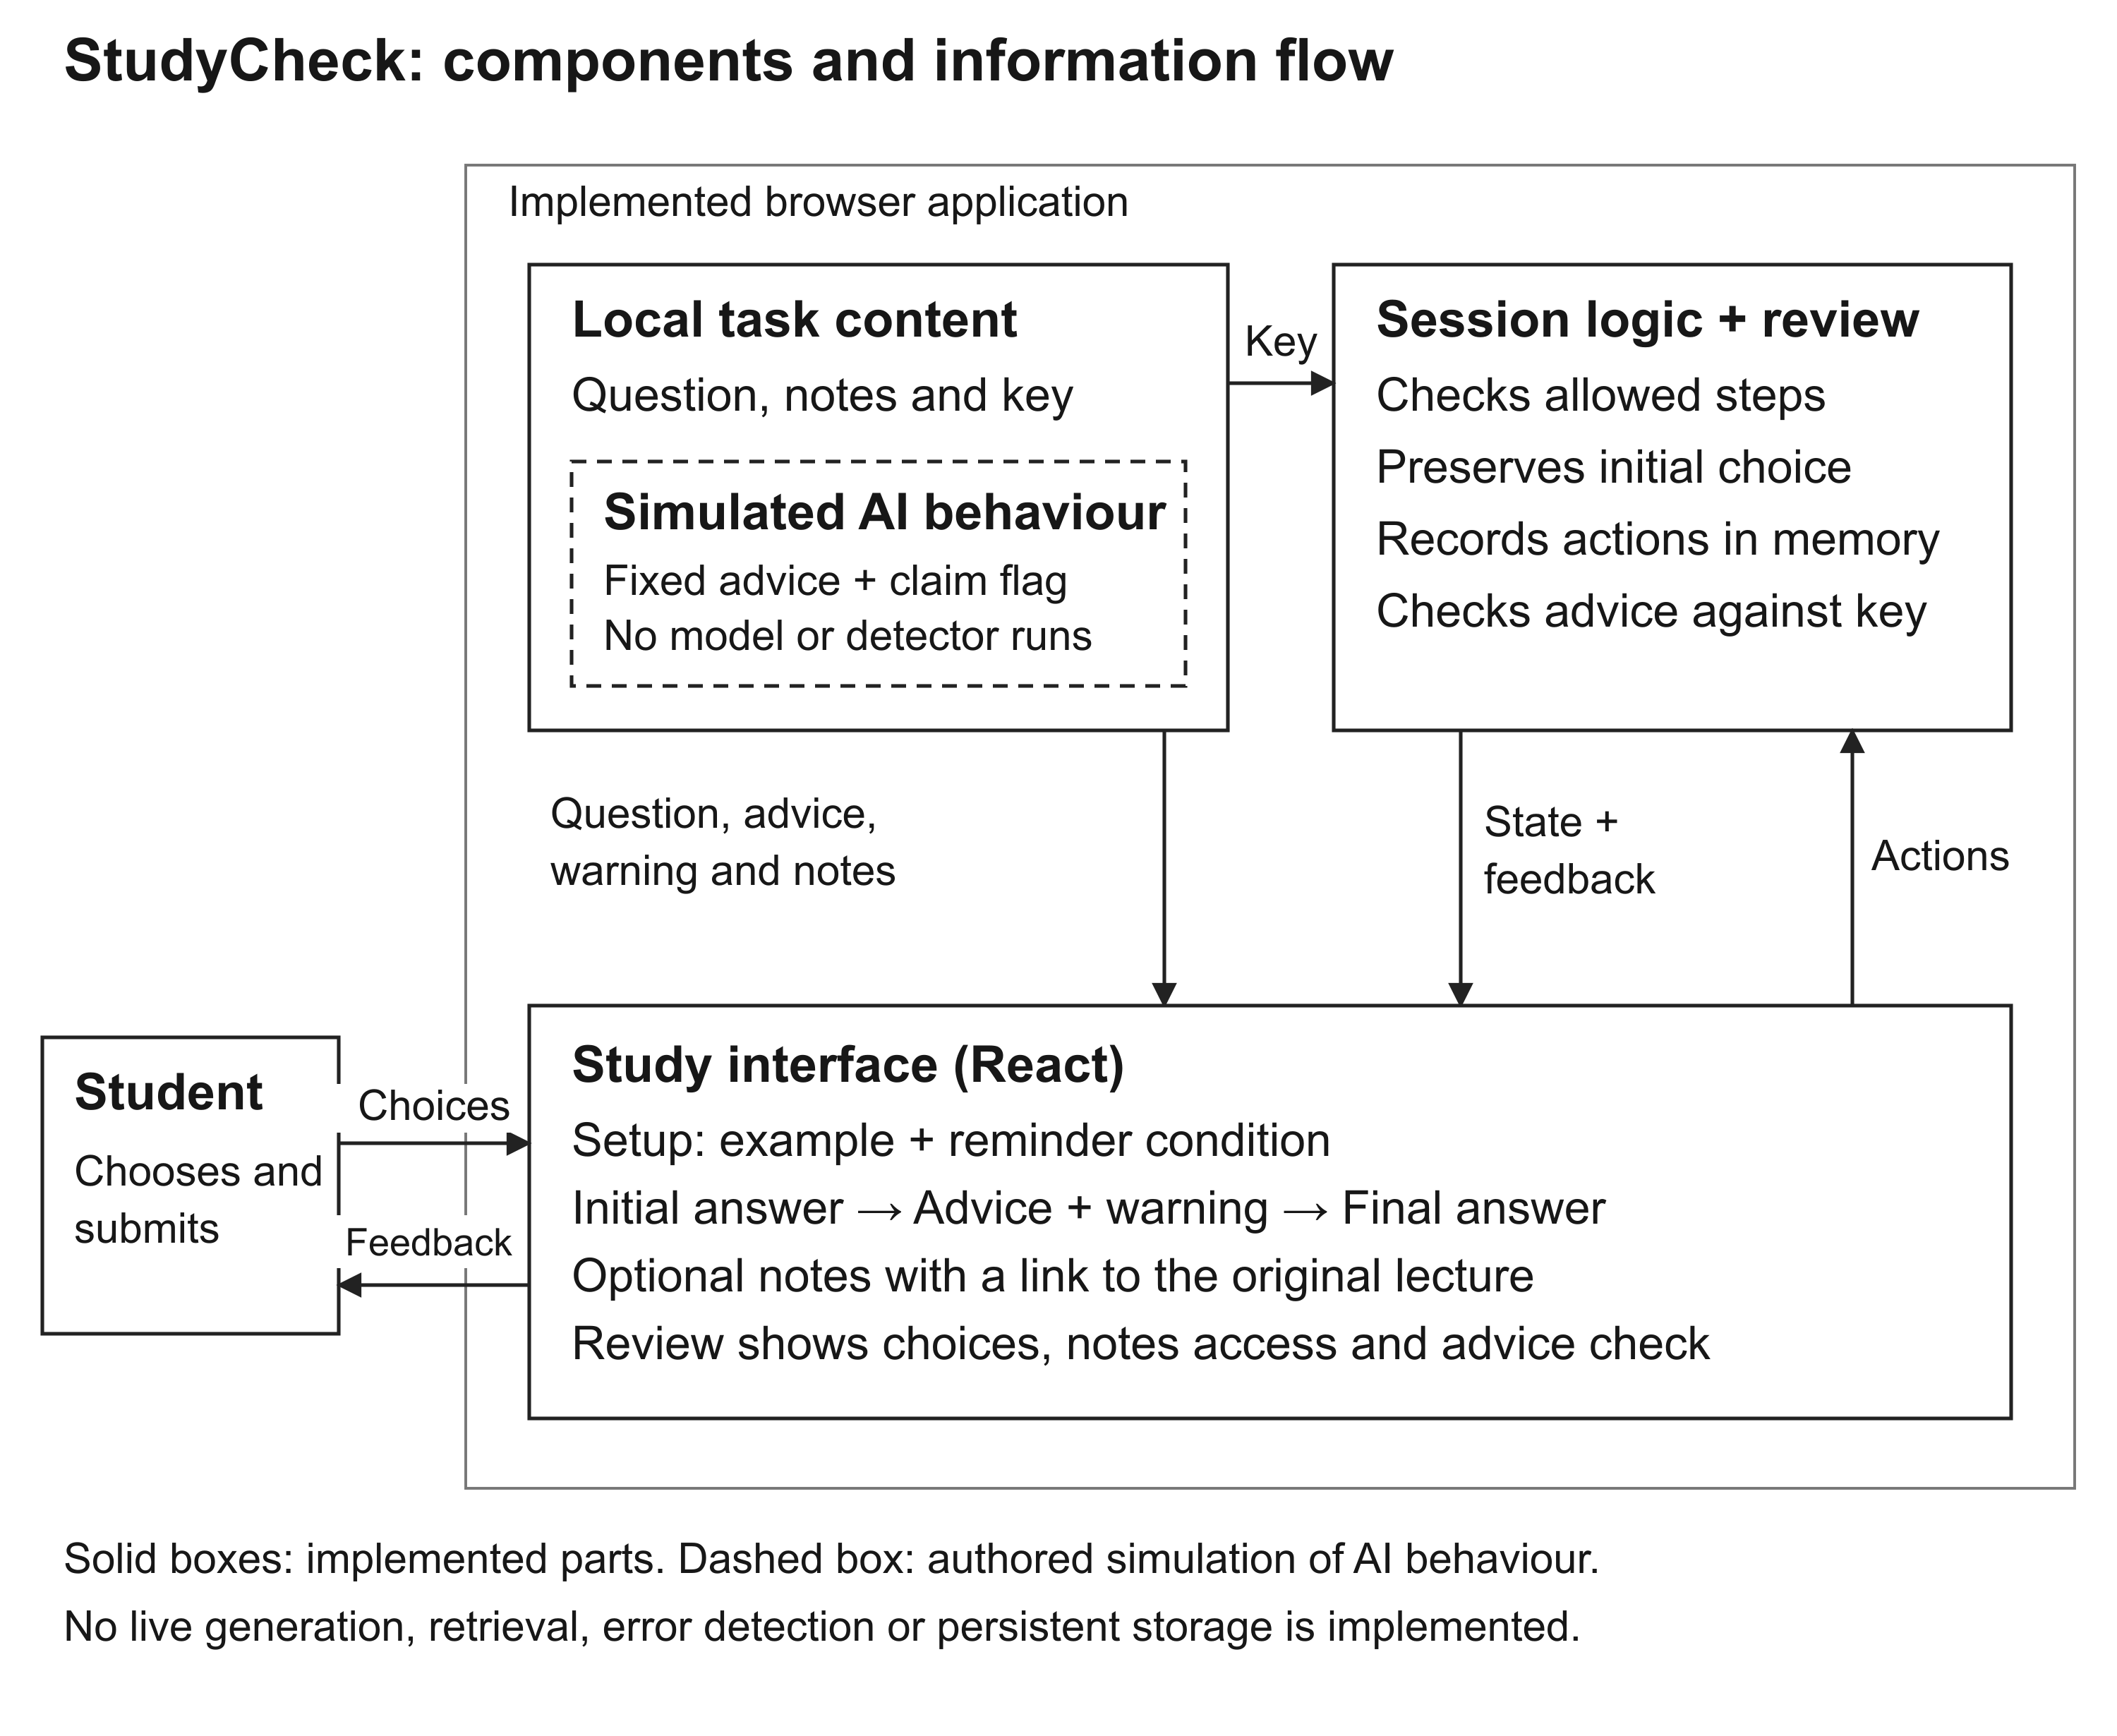 StudyCheck: components and information flow
Implemented browser application
Local task content
Question, notes and key
Simulated AI behaviour
Fixed advice + claim flag
No model or detector runs
Key
Session logic + review
Checks allowed steps
Preserves initial choice
Records actions in memory
Checks advice against key
Question, advice,
warning and notes
State +
feedback
Actions
Student
Chooses and
submits
Choices
Feedback
Study interface (React)
Setup: example + reminder condition
Initial answer → Advice + warning → Final answer
Optional notes with a link to the original lecture
Review shows choices, notes access and advice check
Solid boxes: implemented parts. Dashed box: authored simulation of AI behaviour.
No live generation, retrieval, error detection or persistent storage is implemented.